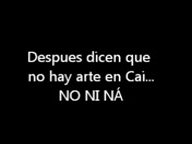 Despues dicen que
no hay arte en Cai...
NO NI NÁ